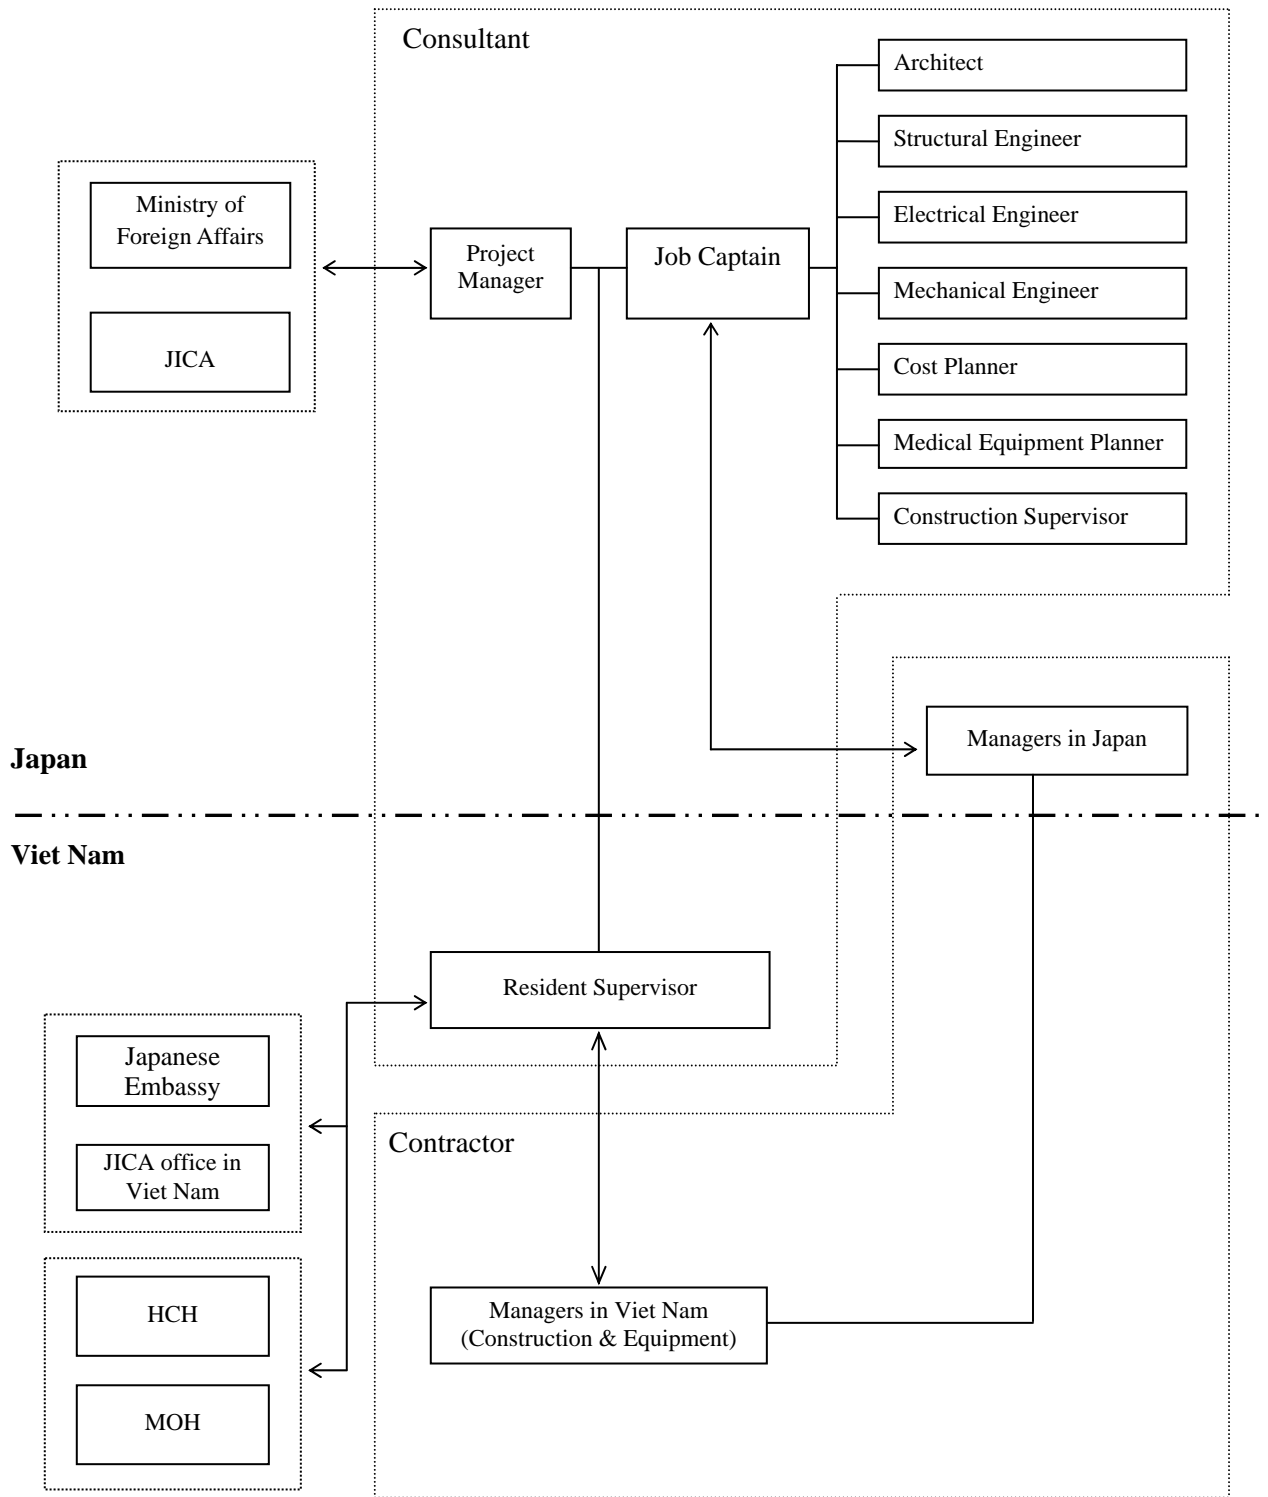 Consultant
Architect
Structural Engineer
Electrical Engineer
Mechanical Engineer
Cost Planner
Medical Equipment Planner
Construction Supervisor
Ministry of
Foreign Affairs
JICA
Project
Manager
Job Captain
Managers in Japan
Japan
Viet Nam
Resident Supervisor
Japanese
Embassy
JICA office in
Viet Nam
HCH
MOH
Contractor
Managers in Viet Nam
(Construction & Equipment)